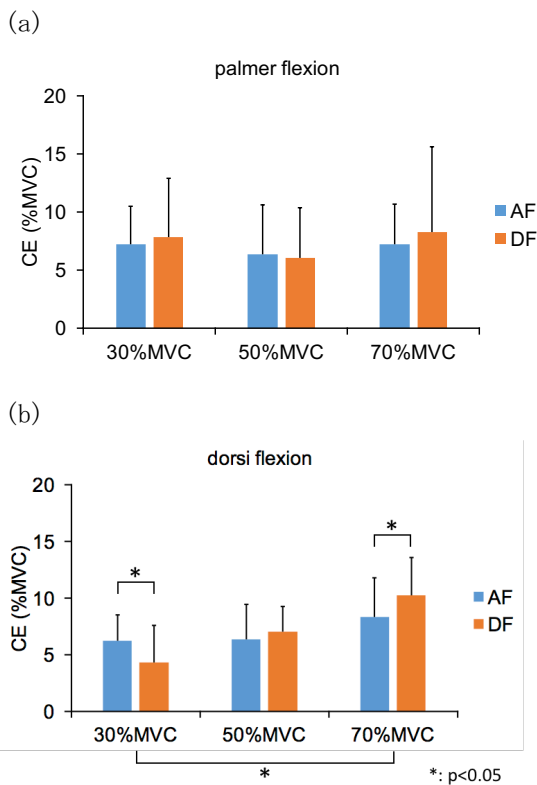 (a)
palmer flexion
CE (%MVC)
20
15
10
5
0
30%MVC 50%MVC 70%MVC
AF
DF
(b)
dorsi flexion
CE (%MVC)
20
15
10
5
0
*
*
30%MVC 50%MVC 70%MVC
AF
DF
*
*: p<0.05